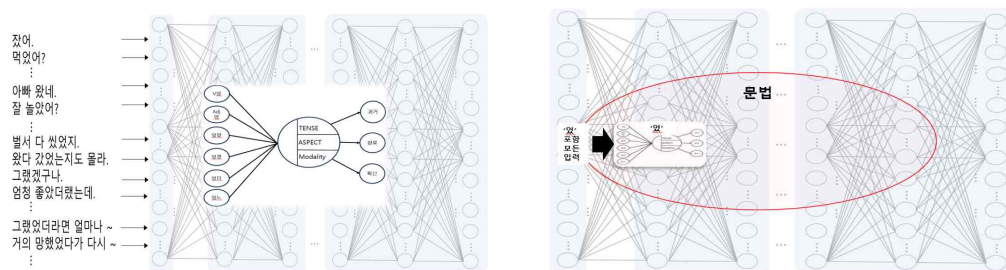 잤어.
먹었어?
⋮
아빠 왔네.
잘 놀았어?
⋮
벌서 다 씼었지.
왔다 갔었는지도 몰라.
그랬겠구나.
엄청 좋았더랬는데.
⋮
그랬었더라면 얼마나 ~
거의 망했었다가 다시 ~
⋮
V었
TENSE
ASPECT
Modality
과거
완료
확신
문법
'었'
포함
모든
입력
'었'